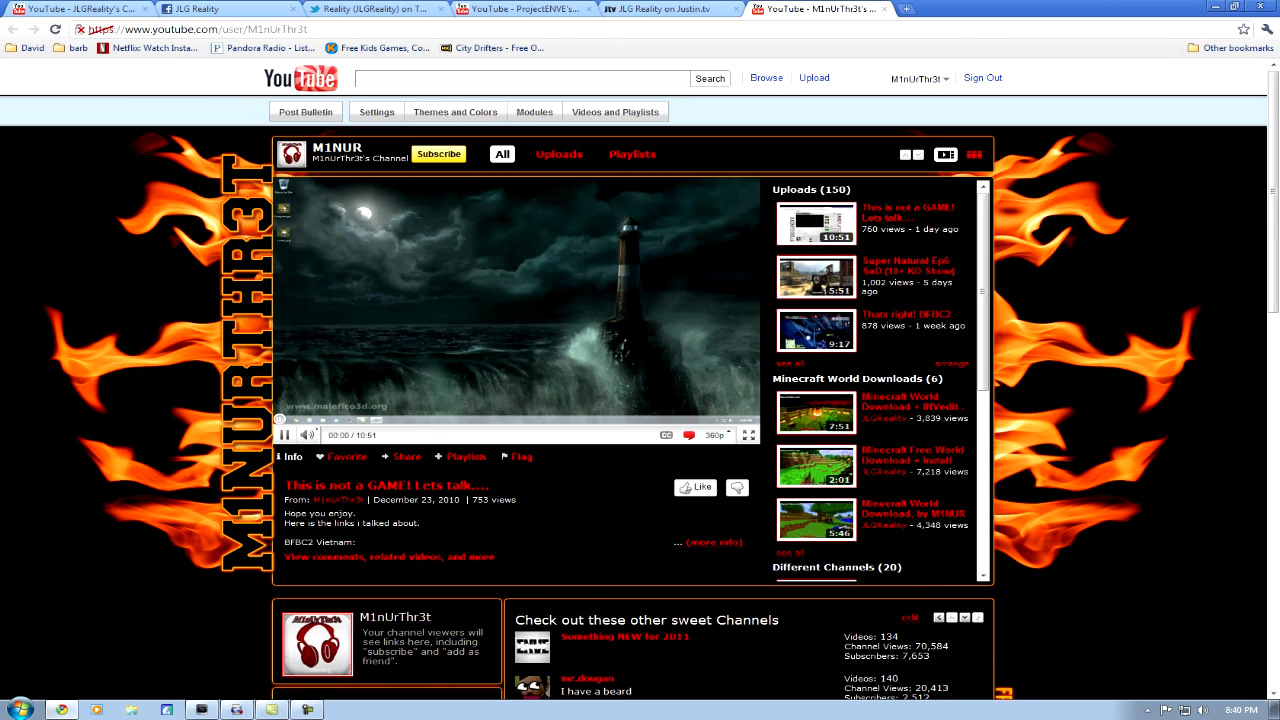 YouTube - JLGReality's C...
JLG Reality
Reality (JLGReality) on T...
YouTube - ProjectENVE's...
JLG Reality on Justin.tv
YouTube - M1nUrThr3t's...
https://www.youtube.com/user/M1nUrThr3t
David
barb
Netflix: Watch Insta...
Pandora Radio - Lis...
Free Kids Games, Co...
City Drifters - Free O...
Other bookmarks
YouTube
Search
Browse
Upload
M1nUrThr3t
Sign Out
Post Bulletin
Settings
Themes and Colors
Modules
Videos and Playlists
M1NURTHR3T
M1NUR
M1nUrThr3t's Channel
Subscribe
All
Uploads
Playlists
www.malefico3d.org
00:00 / 10:51
CC
360p
Info
Favorite
Share
Playlists
Flag
This is not a GAME! Lets talk....
From: M1nurThr3t | December 23, 2010 | 753 views
Like
Hope you enjoy.
Here is the links i talked about.
BFBC2 Vietnam:
... (more info)
View comments, related videos, and more
Uploads (150)
This is not a GAME!
Lets talk....
760 views - 1 day ago
10:51
Super Natural Ep6
SnD (10+ KD Show)
1,002 views - 5 days
ago
5:51
Thats right! BFBC2
878 views - 1 week ago
9:17
see all
arrange
Minecraft World Downloads (6)
Minecraft World
Download + INVedit .
JLGReality - 3,839 views
7:51
Minecraft Free World
Download + Install
JLGReality - 7,218 views
2:01
Minecraft World
Download, by M1NUR
JLGReality - 4,348 views
5:46
see all
Different Channels (20)
M1nUrThr3t
Your channel viewers will
see links here, including
"subscribe" and "add as
friend".
Check out these other sweet Channels
edit
Something NEW for 2011
Videos: 134
Channel Views: 70,584
Subscribers: 7,653
mr.dougan
I have a beard
Videos: 140
Channel Views: 20,413
Subscribers: 2,512
8:40 PM